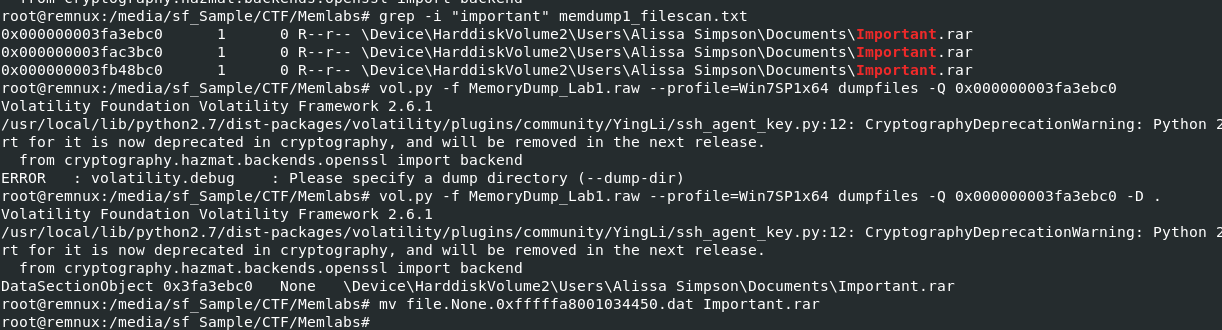 from cryptography.hazmat.backends.openssl import backend
root@remnux:/media/sf_Sample/CTF/Memlabs# grep -i "important" memdump1_filescan.txt
0x000000003fa3ebc0      1      0 R--r-- \Device\HarddiskVolume2\Users\Alissa Simpson\Documents\Important.rar
0x000000003fac3bc0      1      0 R--r-- \Device\HarddiskVolume2\Users\Alissa Simpson\Documents\Important.rar
0x000000003fb48bc0      1      0 R--r-- \Device\HarddiskVolume2\Users\Alissa Simpson\Documents\Important.rar
root@remnux:/media/sf_Sample/CTF/Memlabs# vol.py -f MemoryDump_Lab1.raw --profile=Win7SP1x64 dumpfiles -Q 0x000000003fa3ebc0
Volatility Foundation Volatility Framework 2.6.1
/usr/local/lib/python2.7/dist-packages/volatility/plugins/community/YingLi/ssh_agent_key.py:12: CryptographyDeprecationWarning: Python 2
rt for it is now deprecated in cryptography, and will be removed in the next release.
  from cryptography.hazmat.backends.openssl import backend
ERROR   : volatility.debug    : Please specify a dump directory (--dump-dir)
root@remnux:/media/sf_Sample/CTF/Memlabs# vol.py -f MemoryDump_Lab1.raw --profile=Win7SP1x64 dumpfiles -Q 0x000000003fa3ebc0 -D .
Volatility Foundation Volatility Framework 2.6.1
/usr/local/lib/python2.7/dist-packages/volatility/plugins/community/YingLi/ssh_agent_key.py:12: CryptographyDeprecationWarning: Python 2
rt for it is now deprecated in cryptography, and will be removed in the next release.
  from cryptography.hazmat.backends.openssl import backend
DataSectionObject 0x3fa3ebc0   None   \Device\HarddiskVolume2\Users\Alissa Simpson\Documents\Important.rar
root@remnux:/media/sf_Sample/CTF/Memlabs# mv file.None.0xfffffa8001034450.dat Important.rar
root@remnux:/media/sf_Sample/CTF/Memlabs#